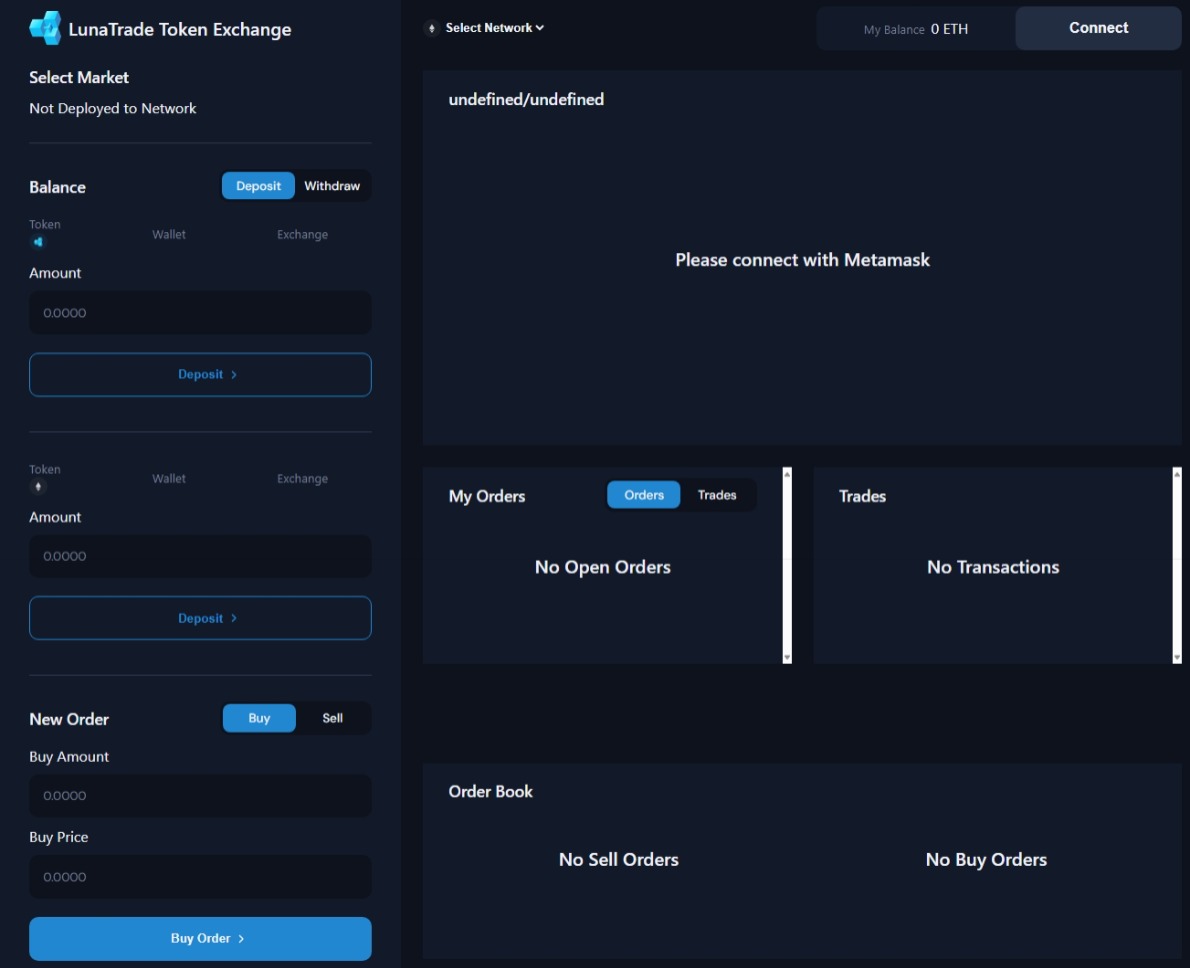 LunaTrade Token Exchange
Select Market
Not Deployed to Network
Balance
Deposit Withdraw
Token Wallet Exchange
Amount
0.0000
Deposit >
Token Wallet Exchange
Amount
0.0000
Deposit >
New Order
Buy Sell
Buy Amount
0.0000
Buy Price
0.0000
Buy Order >
Select Network
My Balance 0 ETH
Connect
undefined/undefined
Please connect with Metamask
My Orders
Orders Trades
No Open Orders
Trades
No Transactions
Order Book
No Sell Orders
No Buy Orders